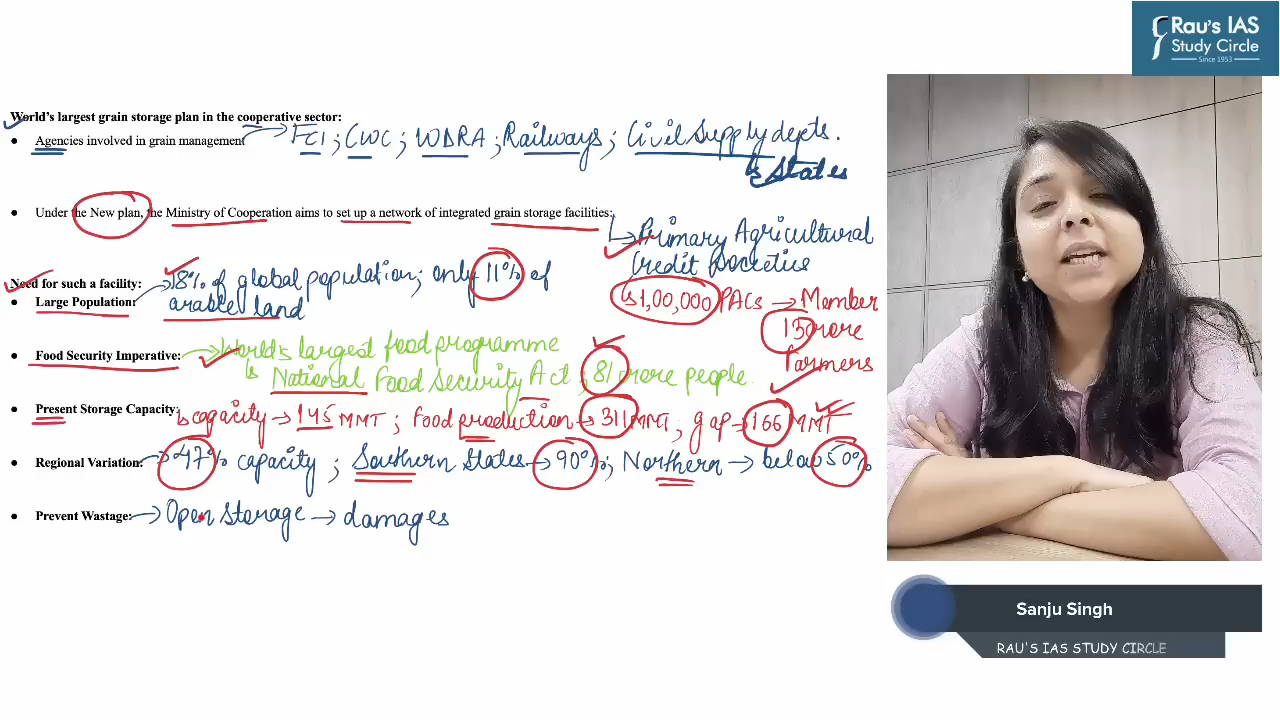 Rau's IAS
Study Circle
Since 1953
World's largest grain storage plan in the cooperative sector:
• Agencies involved in grain management → FCI ; CWC ; WDRA ; Railways ; Civil Supply depts.
↳ States
• Under the New plan, the Ministry of Cooperation aims to set up a network of integrated grain storage facilities:
↳ Primary Agricultural
Credit Societies
↳ 1,00,000 PACs → Member
13 crore
farmers
Need for such a facility:
• Large Population: → 18% of global population; only 11% of
arable land
• Food Security Imperative: → World's largest food programme
↳ National Food Security Act ; 81 crore people.
• Present Storage Capacity: ↳ capacity → 145 MMT ; Food production → 311 MMT, gap → 166 MMT
• Regional Variation: → 47% capacity ; Southern States → 90% ; Northern → below 50%
• Prevent Wastage: → Open Storage → damages
Sanju Singh
RAU'S IAS STUDY CIRCLE